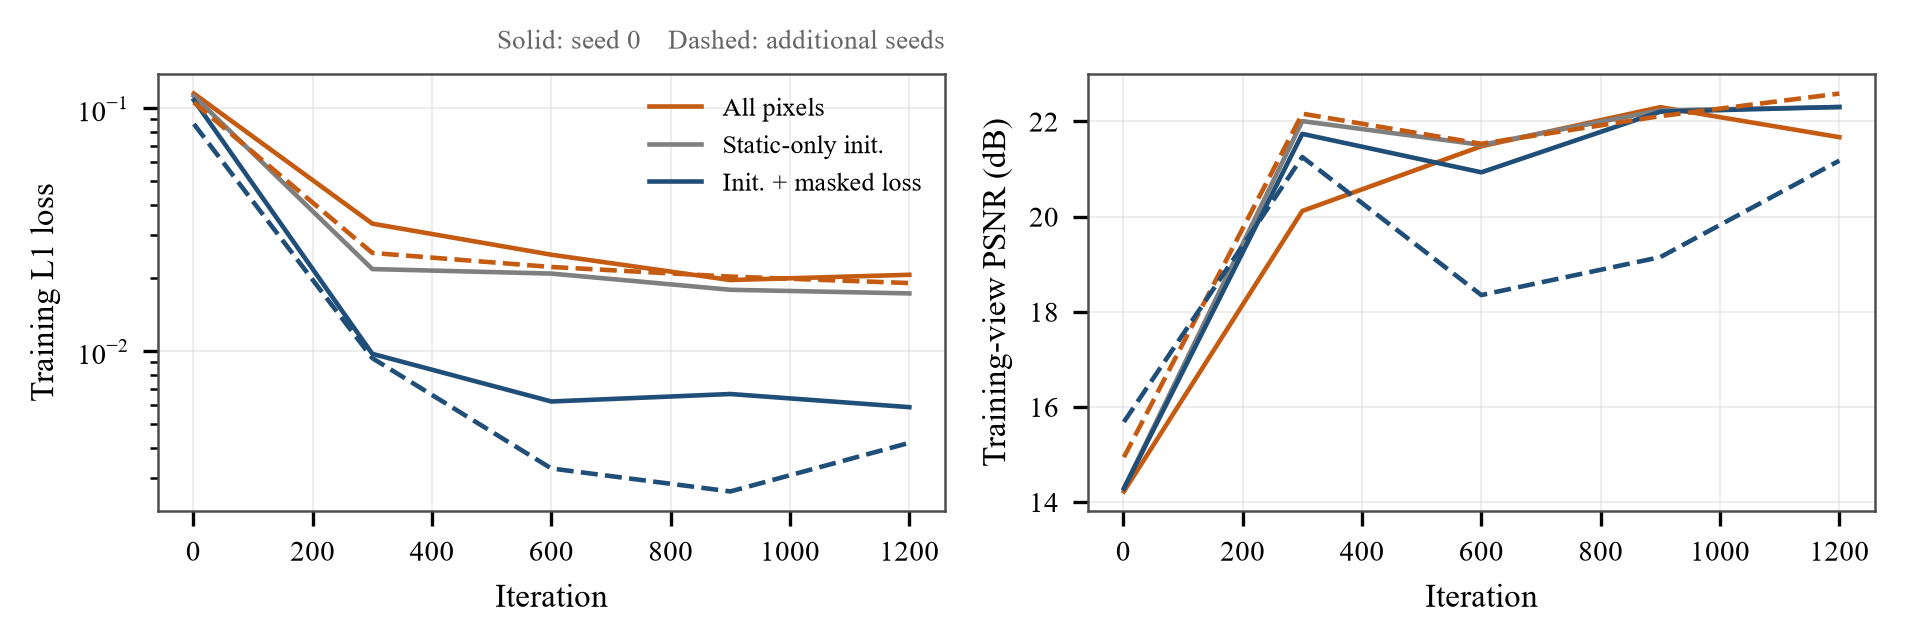 Solid: seed 0    Dashed: additional seeds
Training L1 loss
10⁻¹
10⁻²
All pixels
Static-only init.
Init. + masked loss
0 200 400 600 800 1000 1200
Iteration
Training-view PSNR (dB)
22
20
18
16
14
0 200 400 600 800 1000 1200
Iteration